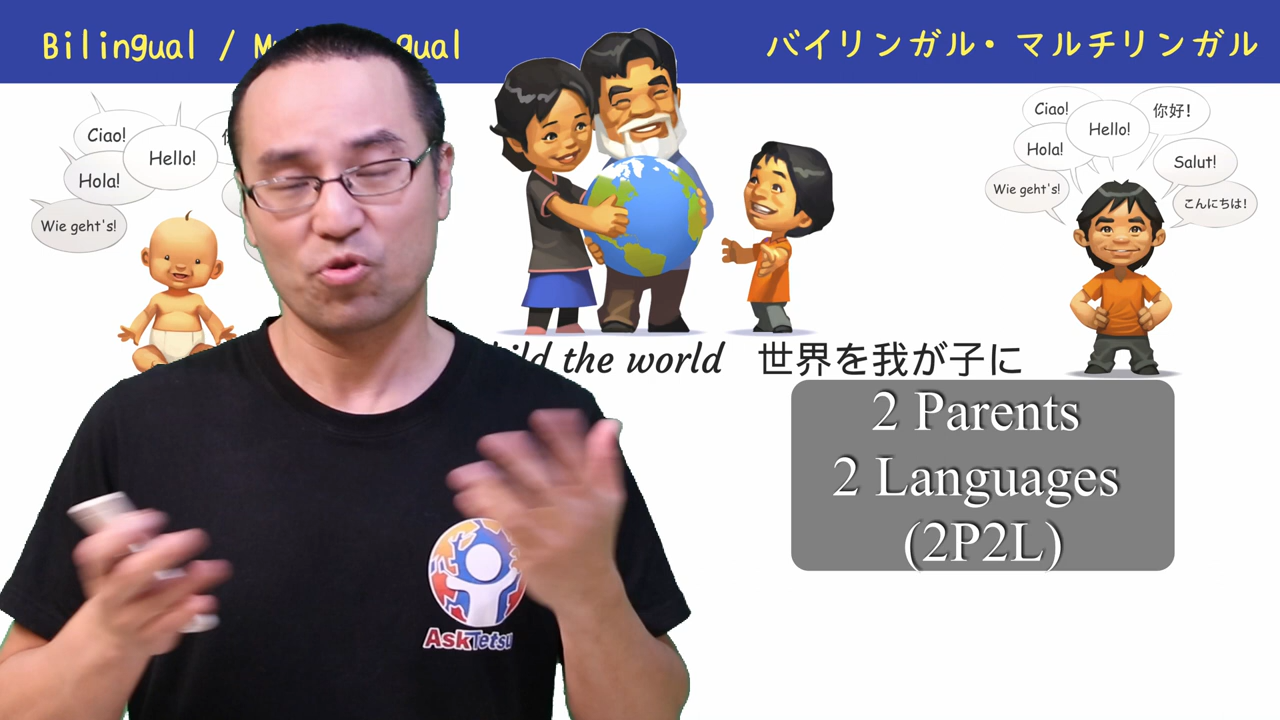 Bilingual /
バイリンガル・マルチリンガル
Ciao!
Hello!
Hola!
Wie geht's!
Ciao!
Hello!
你好!
Hola!
Salut!
Wie geht's!
こんにちは!
the world 世界を我が子に
2 Parents
2 Languages
(2P2L)
AskTetsu